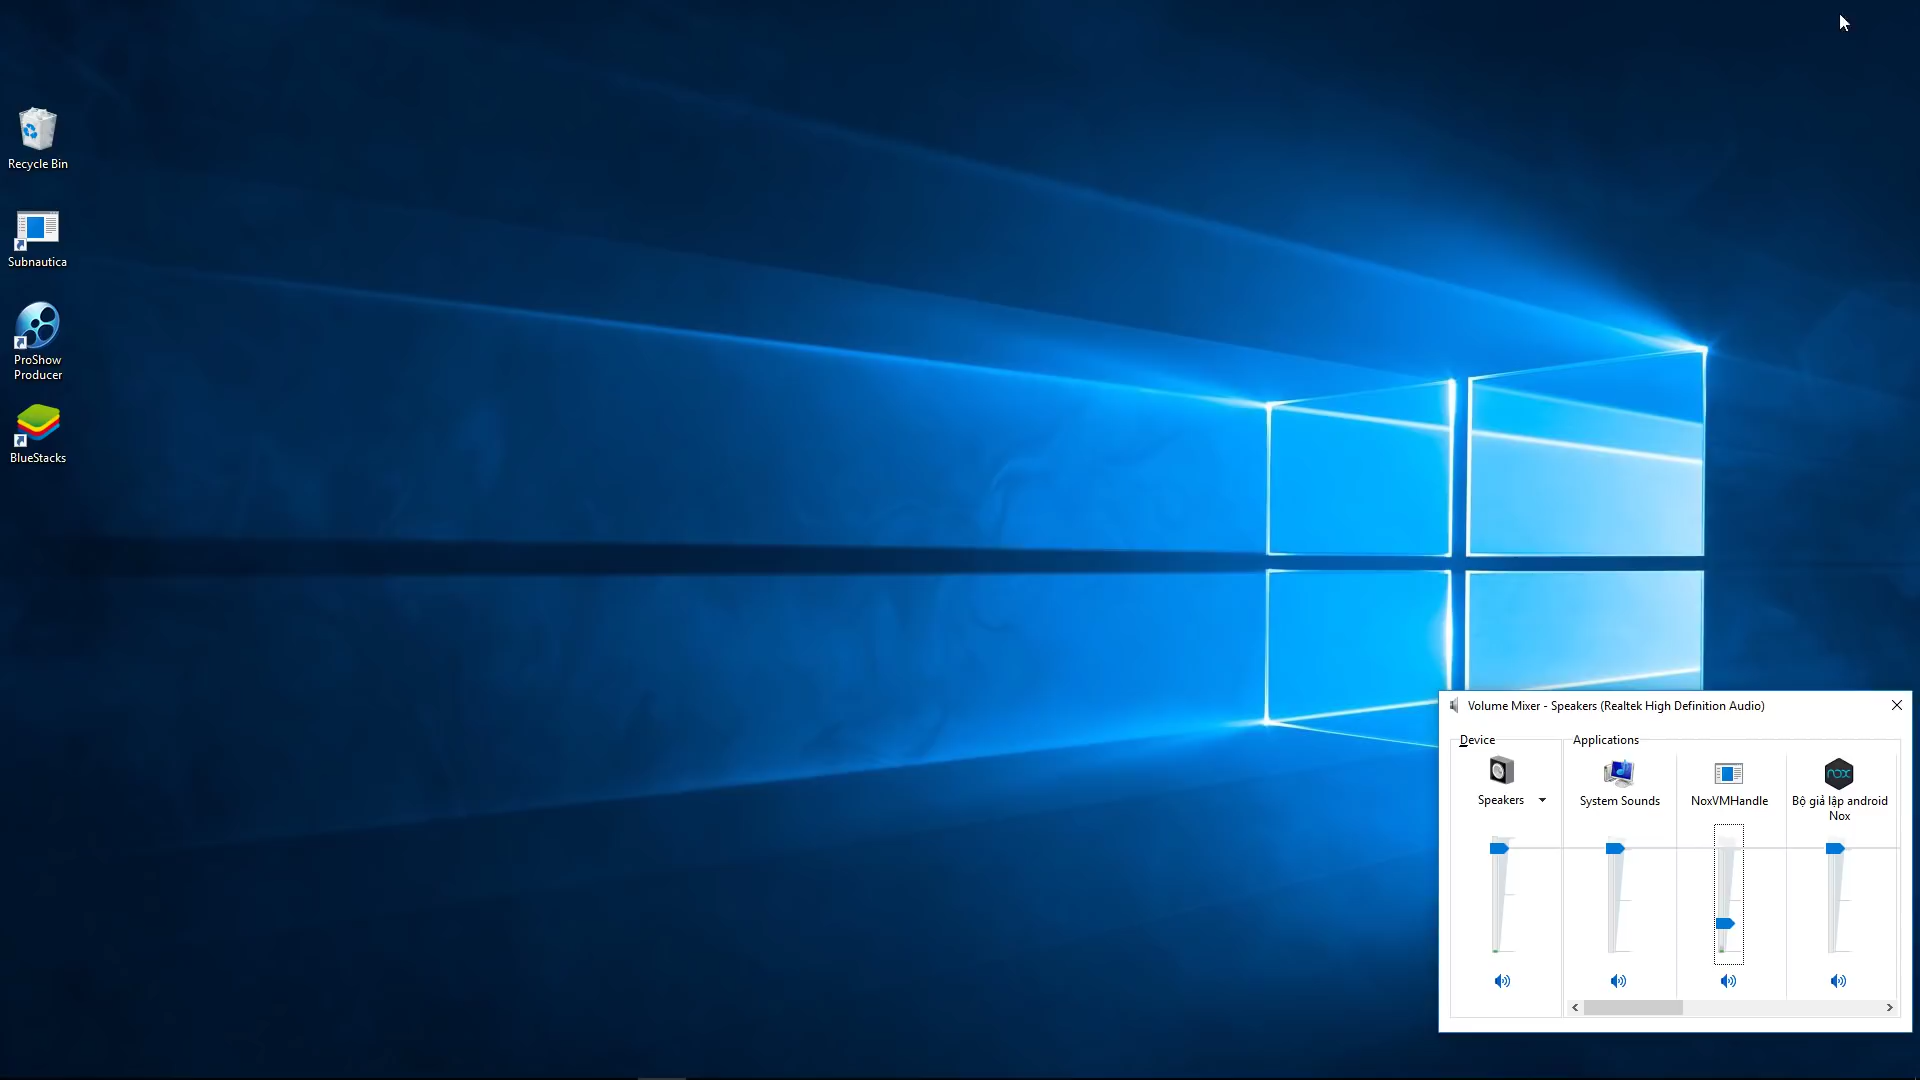 Recycle Bin
Subnautica
ProShow
Producer
BlueStacks
Volume Mixer - Speakers (Realtek High Definition Audio)
Device
Applications
Speakers
System Sounds
NoxVMHandle
nox
Bộ giả lập android
Nox